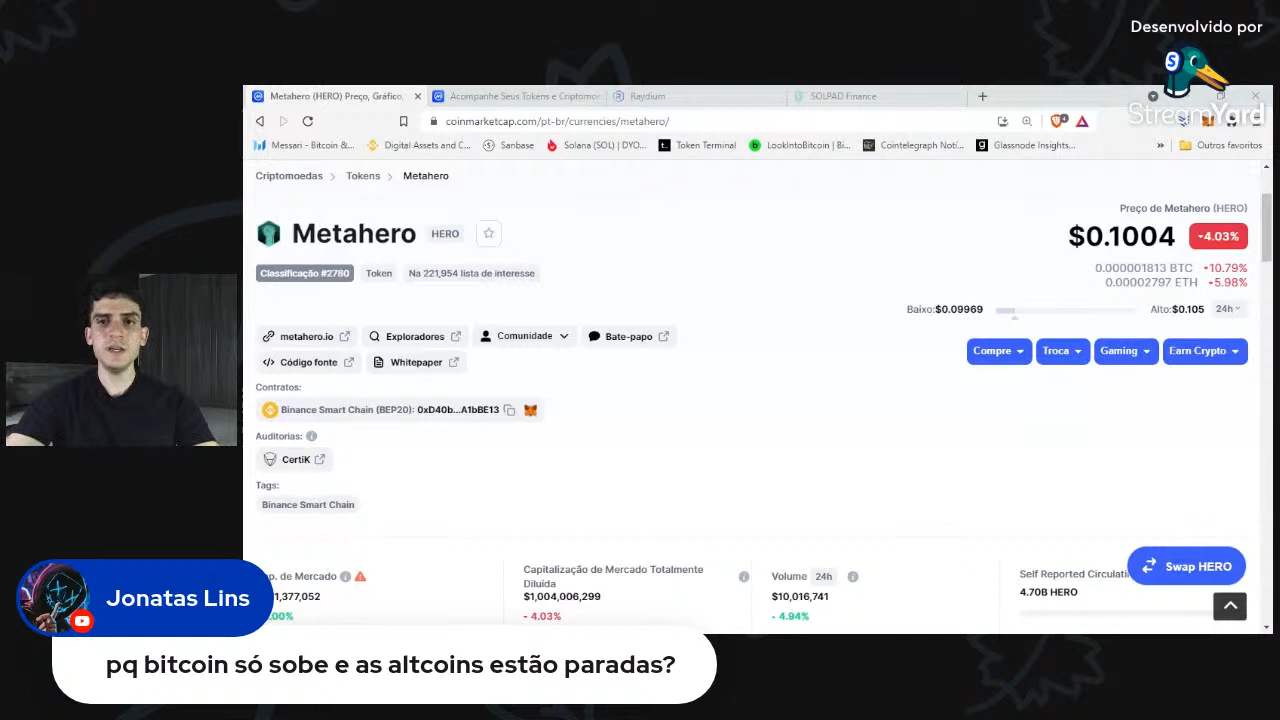 Desenvolvido por
StreamYard
Metahero (HERO) Preço, Gráfico,
Acompanhe Seus Tokens e Criptomo
Raydium
SOLPAD Finance
coinmarketcap.com/pt-br/currencies/metahero/
Messari - Bitcoin &...
Digital Assets and C...
Sanbase
Solana (SOL) (DYO...
Token Terminal
LookIntoBitcoin | Bi...
Cointelegraph Notí...
Glassnode Insights...
»
Outros favoritos
Criptomoedas > Tokens > Metahero
Metahero HERO
Classificação #2780 Token Na 221,954 lista de interesse
Preço de Metahero (HERO)
$0.1004 4.03%
0.000001813 BTC 10.79%
0.00002797 ETH 5.98%
Baixo: $0.09969 Alto: $0.105 24h
metahero.io Exploradores Comunidade Bate-papo
Código fonte Whitepaper
Compre Troca Gaming Earn Crypto
Contratos:
Binance Smart Chain (BEP20): 0xD40b...A1bBE13
Auditorias:
CertiK
Tags:
Binance Smart Chain
p. de Mercado
1,377,052
.00%
Capitalização de Mercado Totalmente
Diluída
$1,004,006,299
4.03%
Volume 24h
$10,016,741
4.94%
Self Reported Circulati
4.70B HERO
Swap HERO
Jonatas Lins
pq bitcoin só sobe e as altcoins estão paradas?